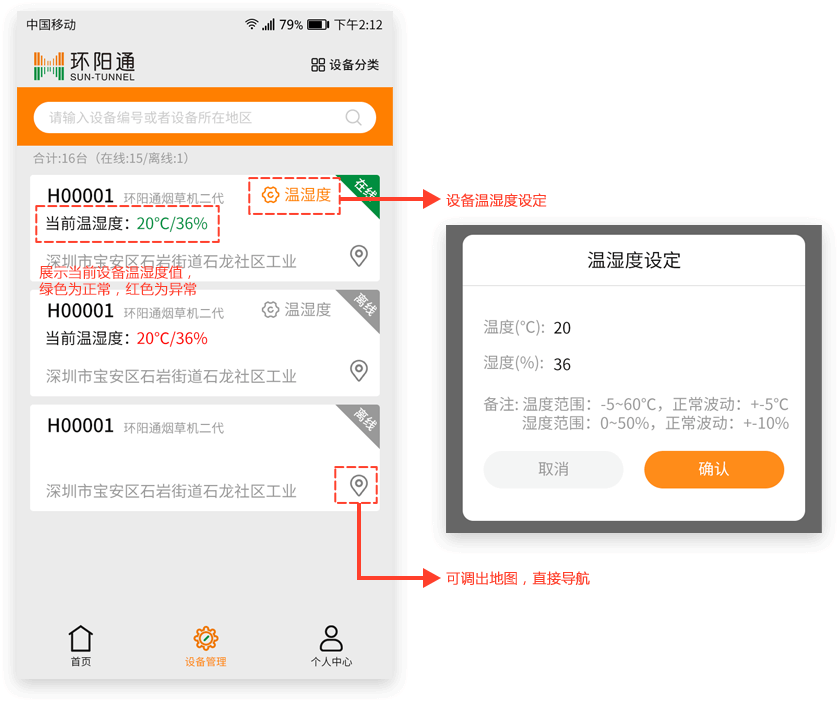 中国移动 79% 下午2:12
环阳通
SUN-TUNNEL
设备分类
请输入设备编号或者设备所在地区
合计:16台（在线:15/离线:1）
H00001 环阳通烟草机二代 温湿度 在线
当前温湿度：20℃/36%
深圳市宝安区石岩街道石龙社区工业
展示当前设备温湿度值，
绿色为正常，红色为异常
H00001 环阳通烟草机二代 温湿度 离线
当前温湿度：20℃/36%
深圳市宝安区石岩街道石龙社区工业
H00001 环阳通烟草机二代 离线
深圳市宝安区石岩街道石龙社区工业
首页 设备管理 个人中心
设备温湿度设定
温湿度设定
温度(℃): 20
湿度(%): 36
备注: 温度范围：-5~60℃，正常波动：+-5℃
湿度范围：0~50%，正常波动：+-10%
取消 确认
可调出地图，直接导航